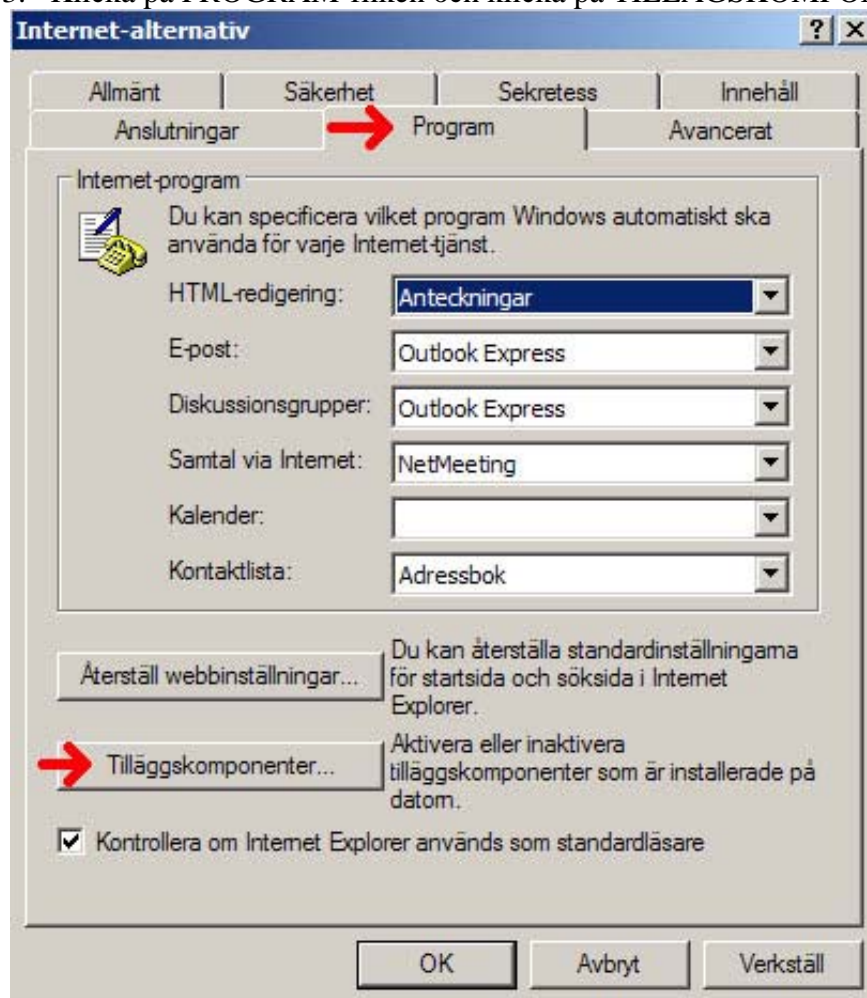 Internet-alternativ
Allmänt Säkerhet Sekretess Innehåll
Anslutningar Program Avancerat
Internet-program
Du kan specificera vilket program Windows automatiskt ska
använda för varje Internet-tjänst.
HTML-redigering: Anteckningar
E-post: Outlook Express
Diskussionsgrupper: Outlook Express
Samtal via Internet: NetMeeting
Kalender:
Kontaktlista: Adressbok
Återställ webbinställningar...
Du kan återställa standardinställningarna
för startsida och söksida i Internet
Explorer.
Tilläggskomponenter...
Aktivera eller inaktivera
tilläggskomponenter som är installerade på
datorn.
Kontrollera om Internet Explorer används som standardläsare
OK Avbryt Verkställ